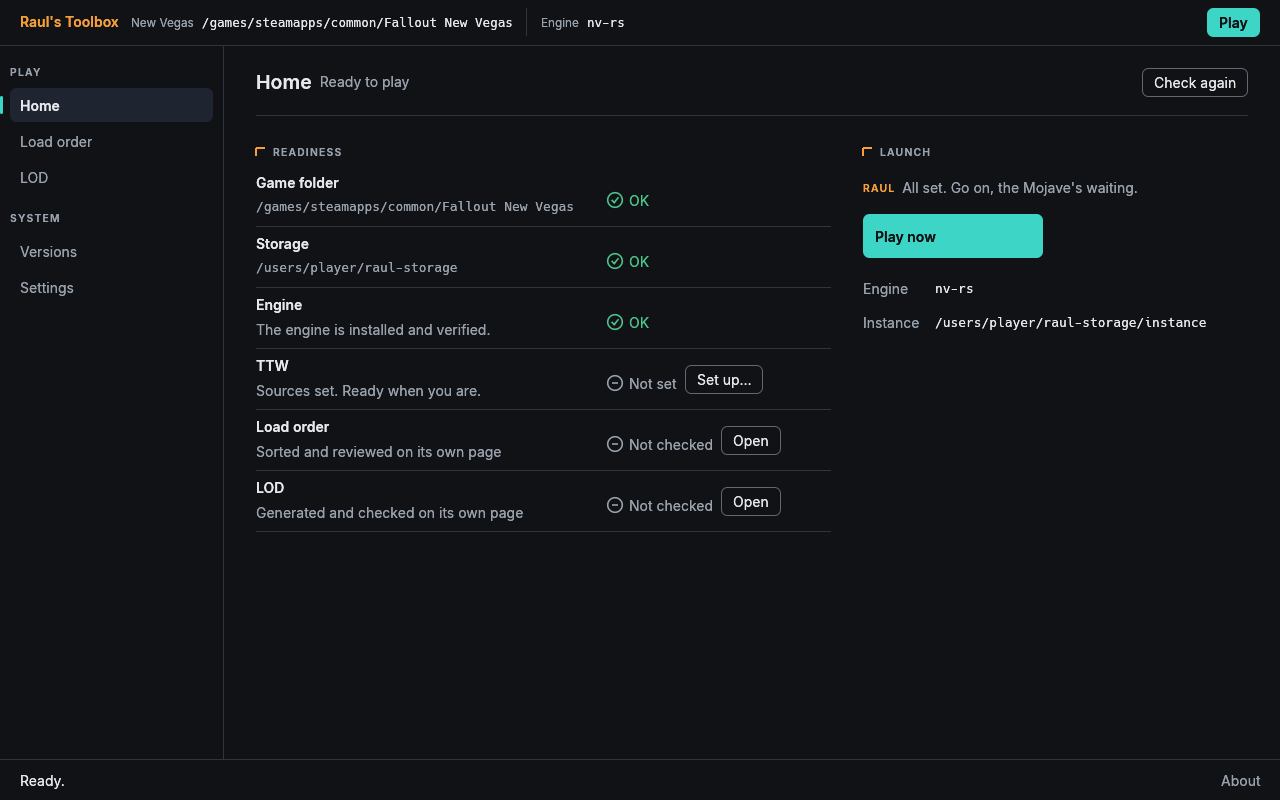 Raul's Toolbox New Vegas /games/steamapps/common/Fallout New Vegas Engine nv-rs Play
PLAY
Home
Load order
LOD
SYSTEM
Versions
Settings
Home Ready to play Check again
READINESS
Game folder
/games/steamapps/common/Fallout New Vegas OK
Storage
/users/player/raul-storage OK
Engine
The engine is installed and verified. OK
TTW
Sources set. Ready when you are. Not set Set up...
Load order
Sorted and reviewed on its own page Not checked Open
LOD
Generated and checked on its own page Not checked Open
LAUNCH
RAUL All set. Go on, the Mojave's waiting.
Play now
Engine nv-rs
Instance /users/player/raul-storage/instance
Ready. About